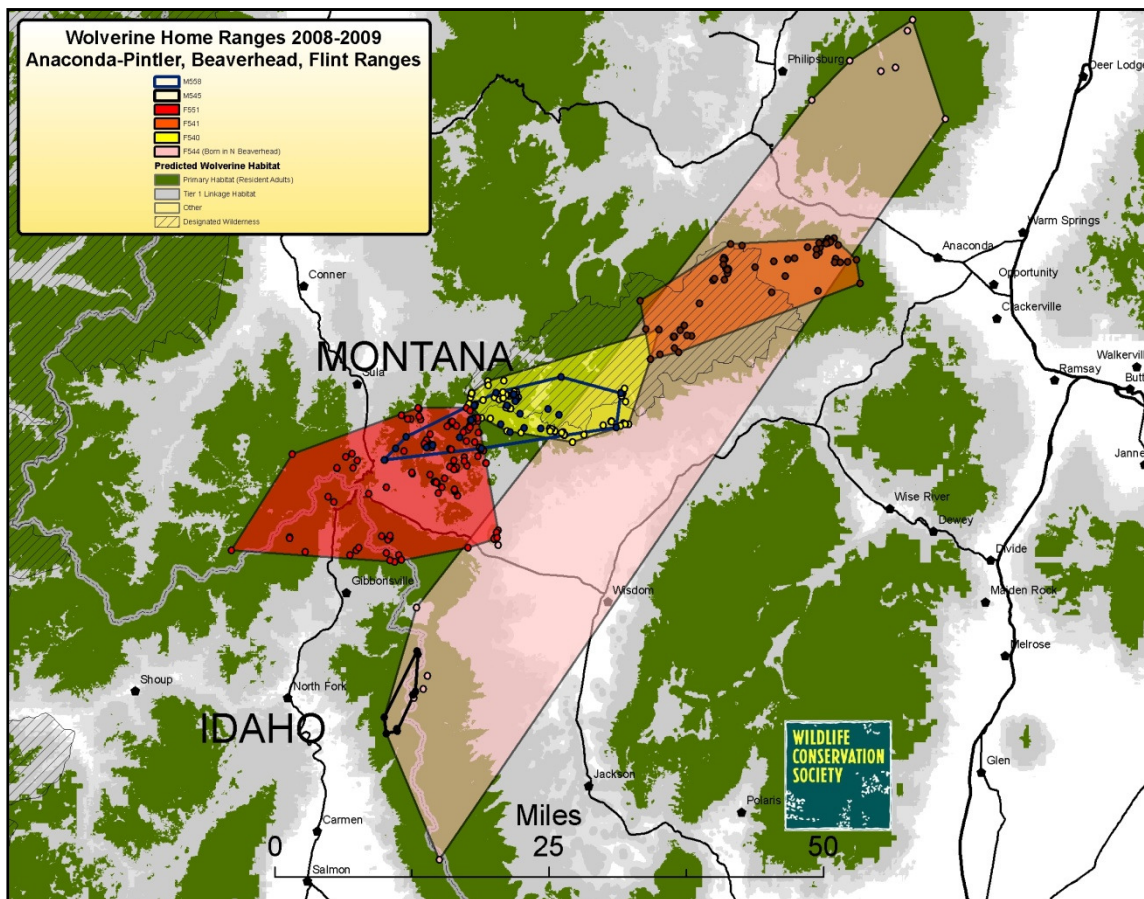 Wolverine Home Ranges 2008-2009
Anaconda-Pintler, Beaverhead, Flint Ranges
M558
M545
F551
F541
F540
F544 (Born in N Beaverhead)
Predicted Wolverine Habitat
Primary Habitat (Resident Adults)
Tier 1 Linkage Habitat
Other
Designated Wilderness
Philipsburg
Deer Lodge
Warm Springs
Anaconda
Conner
Opportunity
Crackerville
MONTANA
Walkerville
Sula
Ramsay
Butt
Janne
Wise River
Dewey
Divide
Gibbonsville
Wisdom
Maiden Rock
Melrose
Shoup
North Fork
IDAHO
WILDLIFE
CONSERVATION
SOCIETY
Glen
Jackson
Polaris
Miles
Carmen
0 25 50
Salmon